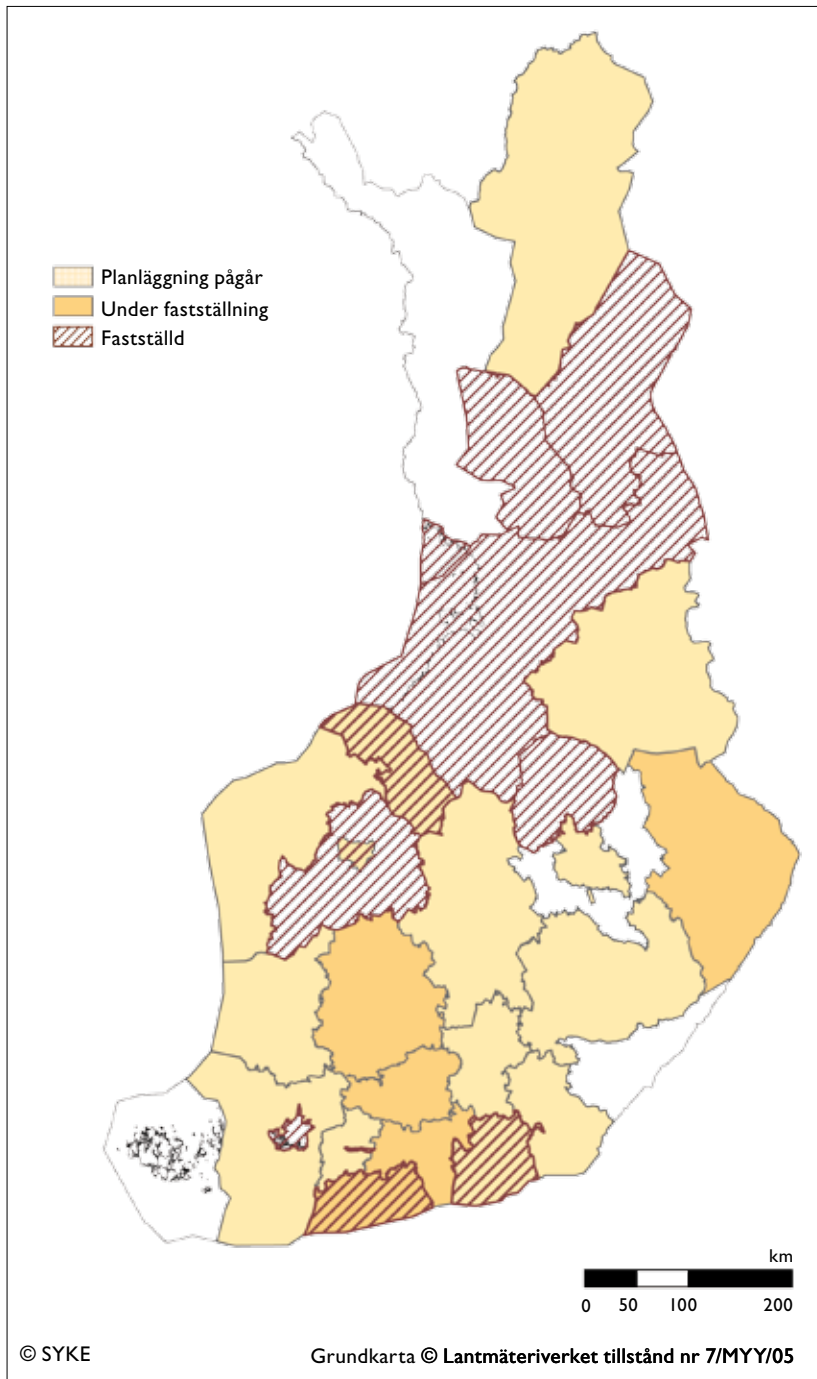 Planläggning pågår
Under fastställning
Fastställd
km
0 50 100 200
© SYKE
Grundkarta © Lantmäteriverket tillstånd nr 7/MYY/05